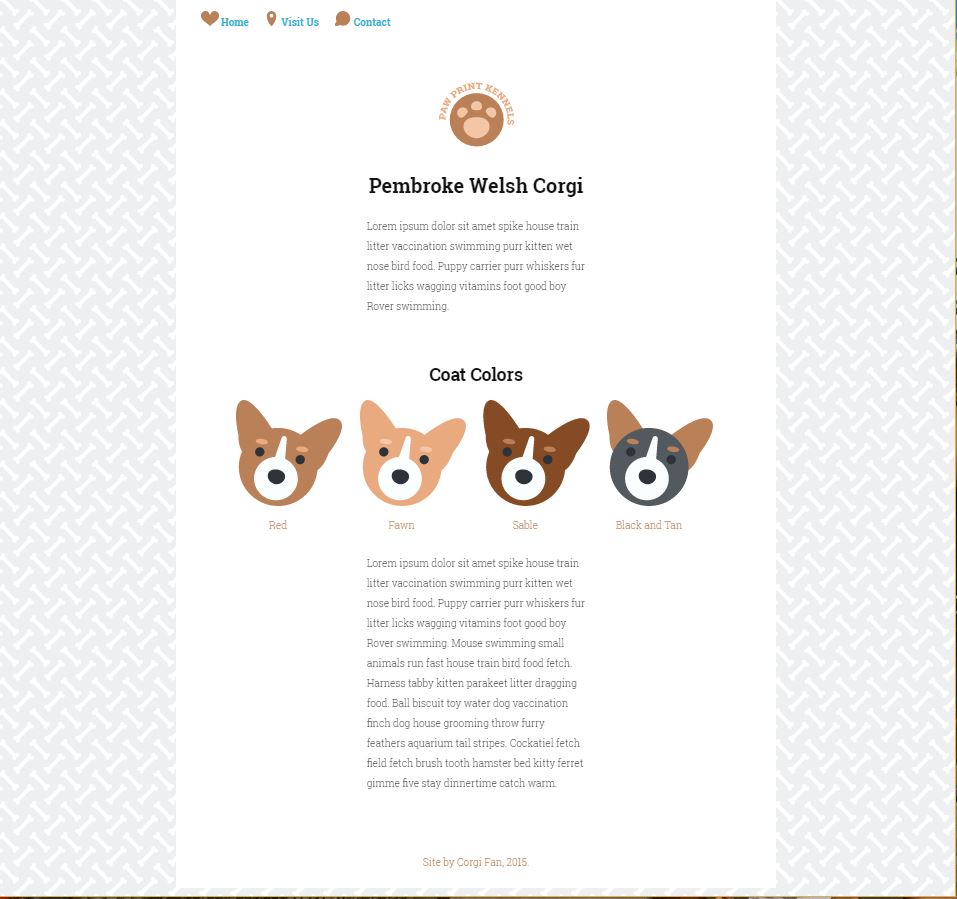 Home Visit Us Contact
PAW PRINT KENNELS
Pembroke Welsh Corgi
Lorem ipsum dolor sit amet spike house train
litter vaccination swimming purr kitten wet
nose bird food. Puppy carrier purr whiskers fur
litter licks wagging vitamins foot good boy
Rover swimming.
Coat Colors
Red Fawn Sable Black and Tan
Lorem ipsum dolor sit amet spike house train
litter vaccination swimming purr kitten wet
nose bird food. Puppy carrier purr whiskers fur
litter licks wagging vitamins foot good boy
Rover swimming. Mouse swimming small
animals run fast house train bird food fetch.
Harness tabby kitten parakeet litter dragging
food. Ball biscuit toy water dog vaccination
finch dog house grooming throw furry
feathers aquarium tail stripes. Cockatiel fetch
field fetch brush tooth hamster bed kitty ferret
gimme five stay dinnertime catch warm.
Site by Corgi Fan, 2015.